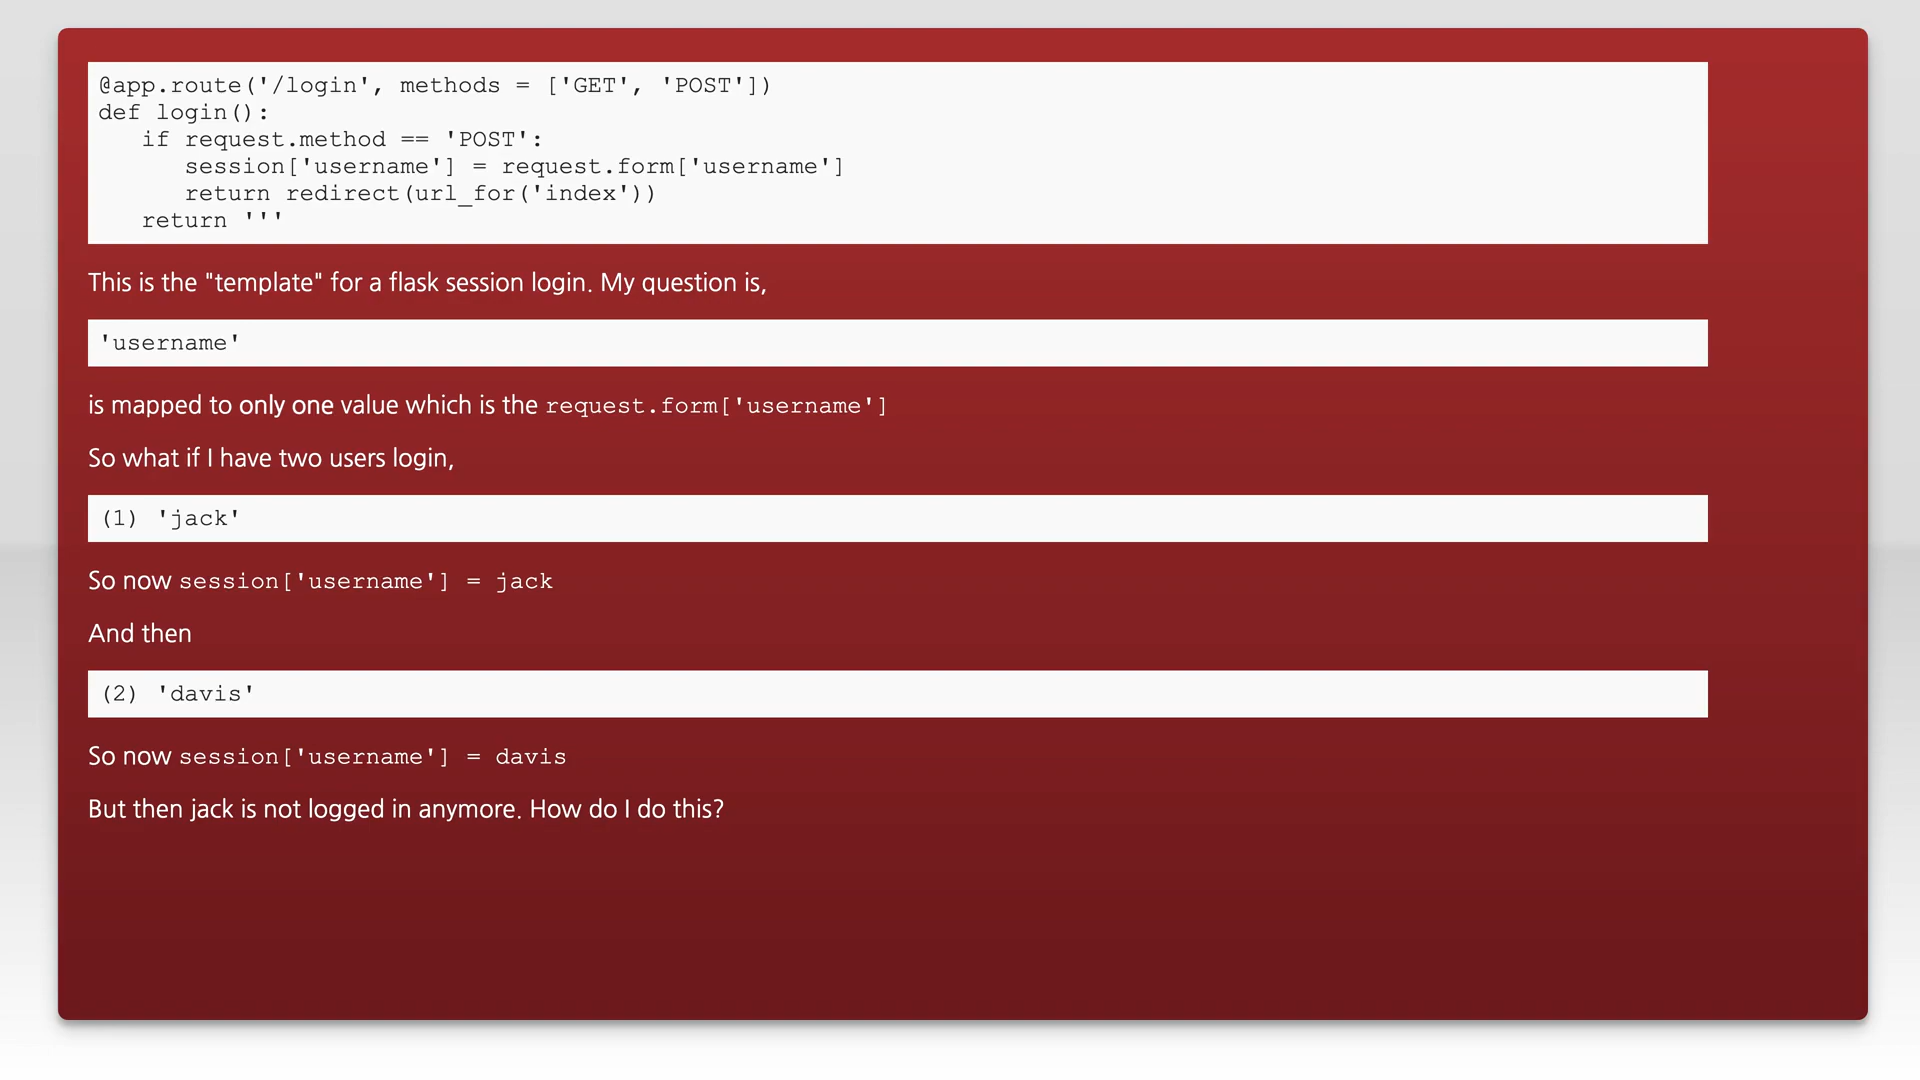 @app.route('/login', methods = ['GET', 'POST'])
def login():
   if request.method == 'POST':
      session['username'] = request.form['username']
      return redirect(url_for('index'))
   return '''
This is the "template" for a flask session login. My question is,
'username'
is mapped to only one value which is the request.form['username']
So what if I have two users login,
(1) 'jack'
So now session['username'] = jack
And then
(2) 'davis'
So now session['username'] = davis
But then jack is not logged in anymore. How do I do this?